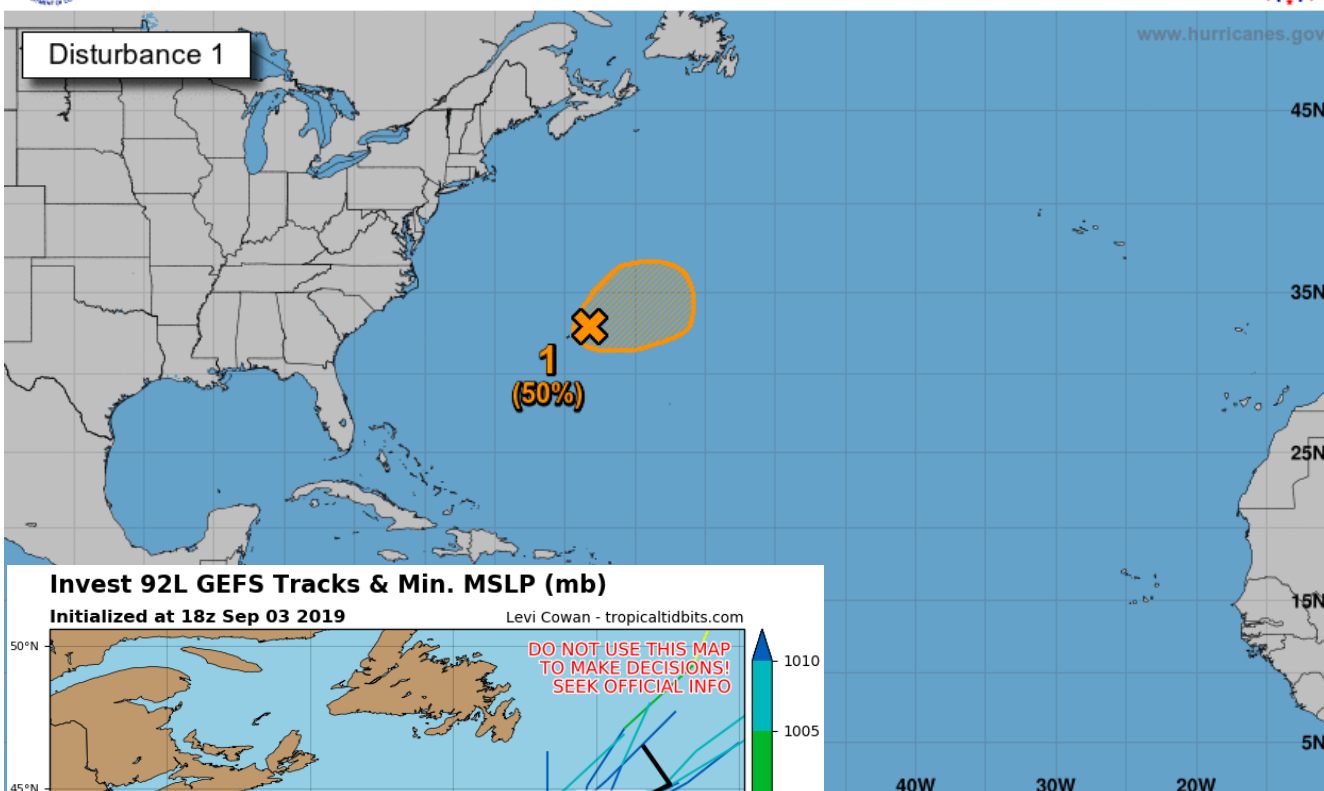 Disturbance 1
www.hurricanes.gov
45N
35N
1
(50%)
25N
15N
5N
40W
30W
20W
Invest 92L GEFS Tracks & Min. MSLP (mb)
Initialized at 18z Sep 03 2019
Levi Cowan - tropicaltidbits.com
50°N
DO NOT USE THIS MAP
TO MAKE DECISIONS!
SEEK OFFICIAL INFO
1010
1005
45°N